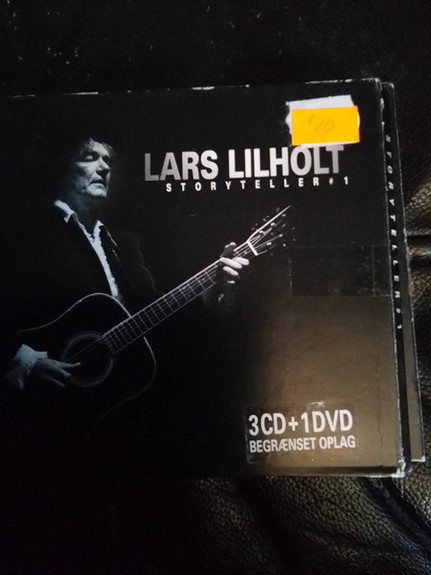 LARS LILHOLT
STORYTELLER#1
3CD+1DVD
BEGRÆNSET OPLAG
STORYTELLER#1